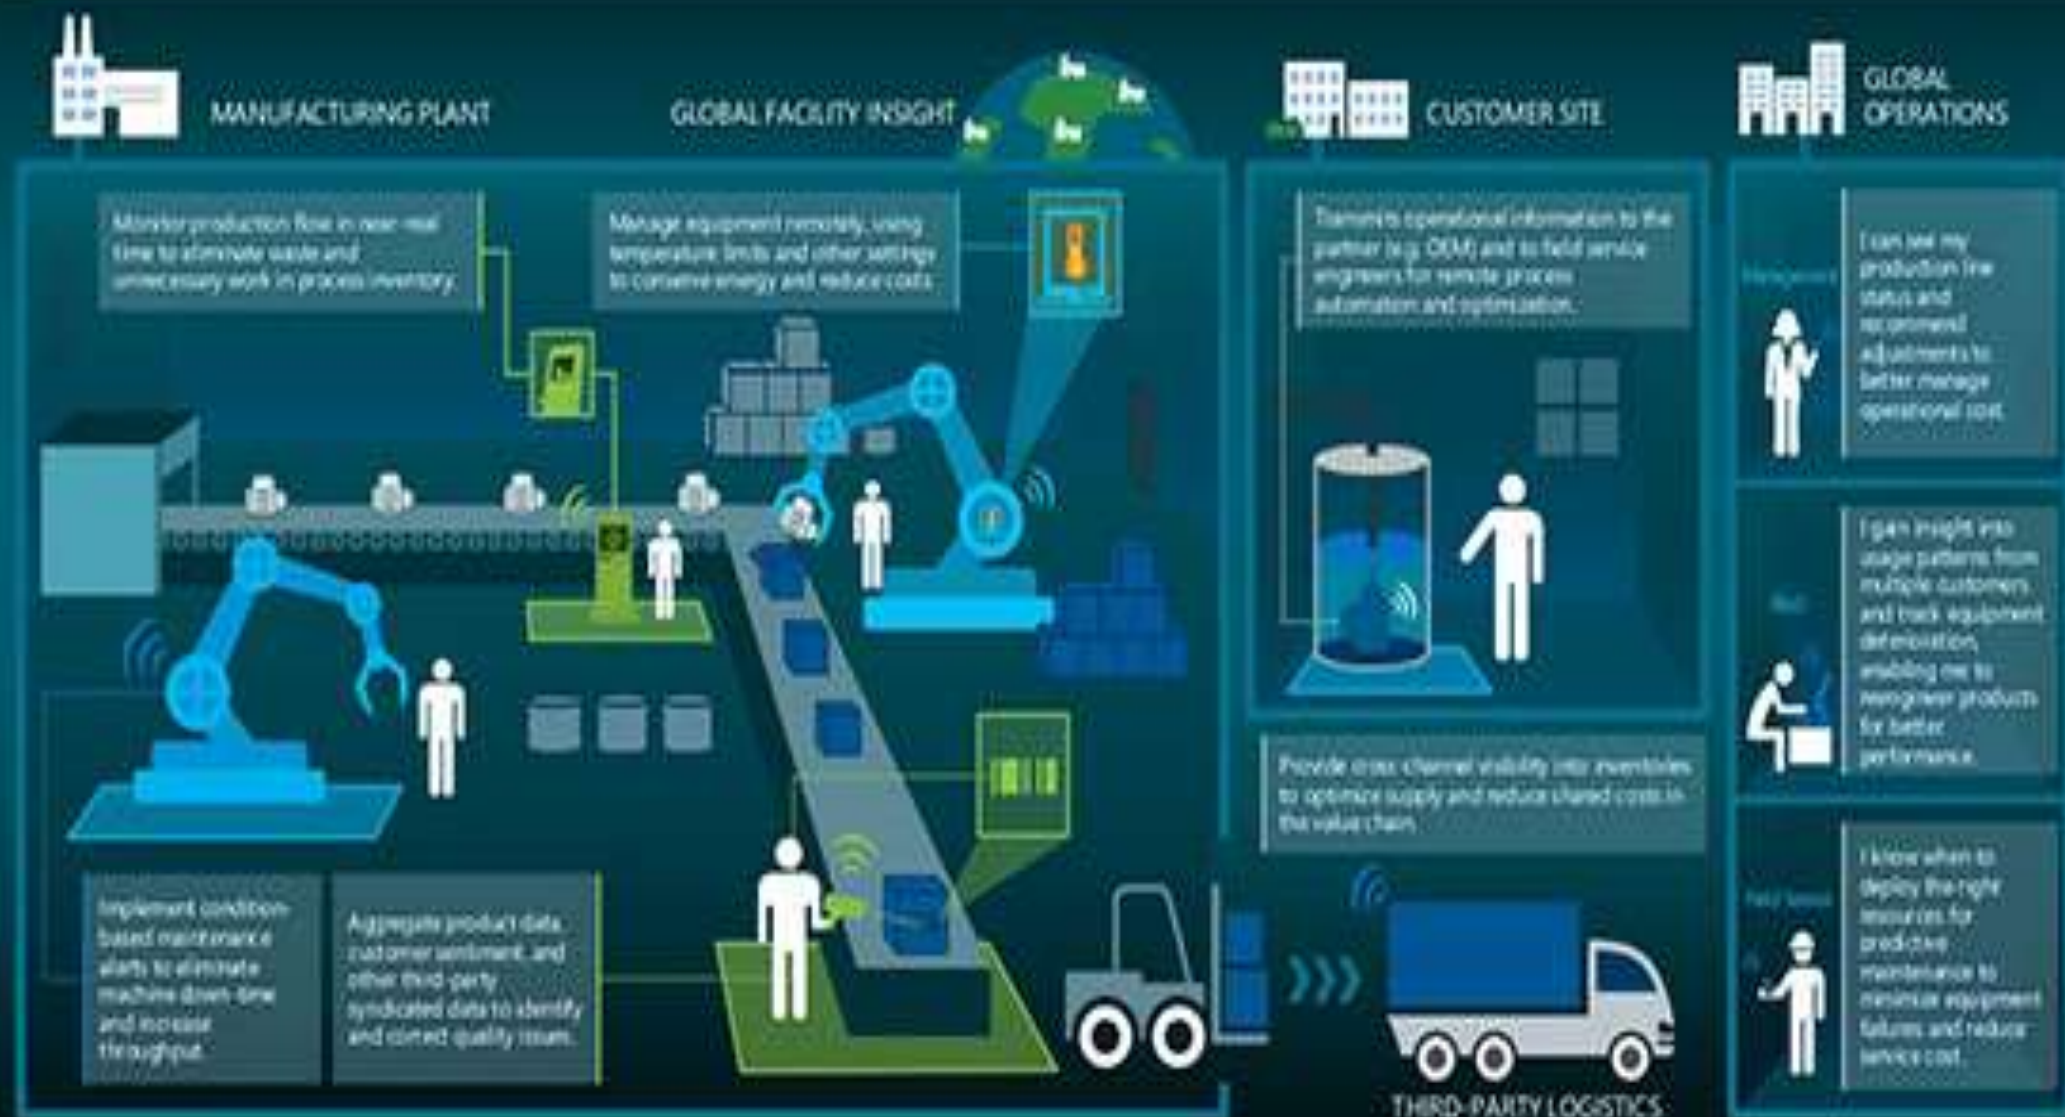 MANUFACTURING PLANT
GLOBAL FACILITY INSIGHT
CUSTOMER SITE
GLOBAL
OPERATIONS
Monitor production flow in near-real
time to eliminate waste and
unnecessary work in process inventory.
Manage equipment remotely, using
temperature limits and other settings
to conserve energy and reduce costs.
Transmits operational information to the
partner (e.g. OEM) and to field service
engineers for remote process
automation and optimization.
Management
I can see my
production line
status and
recommend
adjustments to
better manage
operational cost.
R&D
I gain insight into
usage patterns from
multiple customers
and track equipment
deterioration,
enabling me to
reengineer products
for better
performance.
Provide cross-channel visibility into inventories
to optimize supply and reduce shared costs in
the value chain.
Field Service
I know when to
deploy the right
resources for
predictive
maintenance to
minimize equipment
failures and reduce
service cost.
Implement condition-
based maintenance
alerts to eliminate
machine down-time
and increase
throughput.
Aggregate product data,
customer sentiment, and
other third-party
syndicated data to identify
and correct quality issues.
THIRD-PARTY LOGISTICS